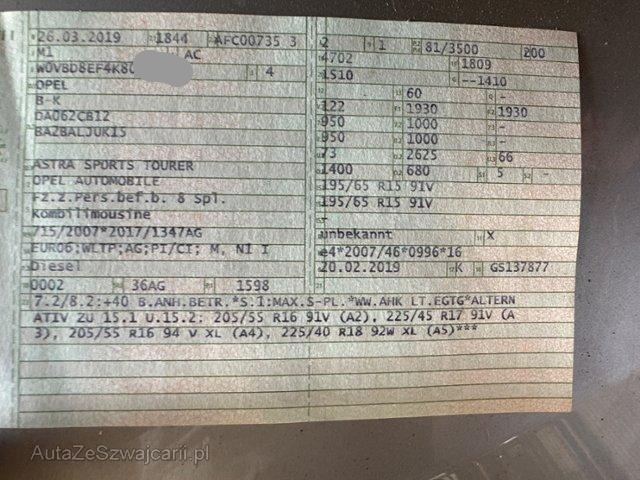 26.03.2019 1844 AFC00735 3
M1 AC
W0VBD8EF4K8 4
OPEL
B-K
DA062CB12
BA2BALJUK15
ASTRA SPORTS TOURER
OPEL AUTOMOBILE
Fz.z.Pers.bef.b. 8 Spl.
Kombilimousine
715/2007*2017/1347AG
EURO6;WLTP;AG;PI/CI; M, N1 I
Diesel
0002 36AG 1598
2 1 81/3500 200
4702 1809
1510 --1410
60 -
122 1930 1930
950 1000 -
950 1000 -
73 2625 66
1400 680 5 -
195/65 R15 91V
195/65 R15 91V
-
unbekannt X
e4*2007/46*0996*16
20.02.2019 K GS137877
7.2/8.2:+40 B.ANH.BETR.*S.1:MAX.S-PL.*WW.AHK LT.EGTG*ALTERN
ATIV ZU 15.1 U.15.2: 205/55 R16 91V (A2), 225/45 R17 91V (A
3), 205/55 R16 94 V XL (A4), 225/40 R18 92W XL (A5)***
AutaZeSzwajcarii.pl